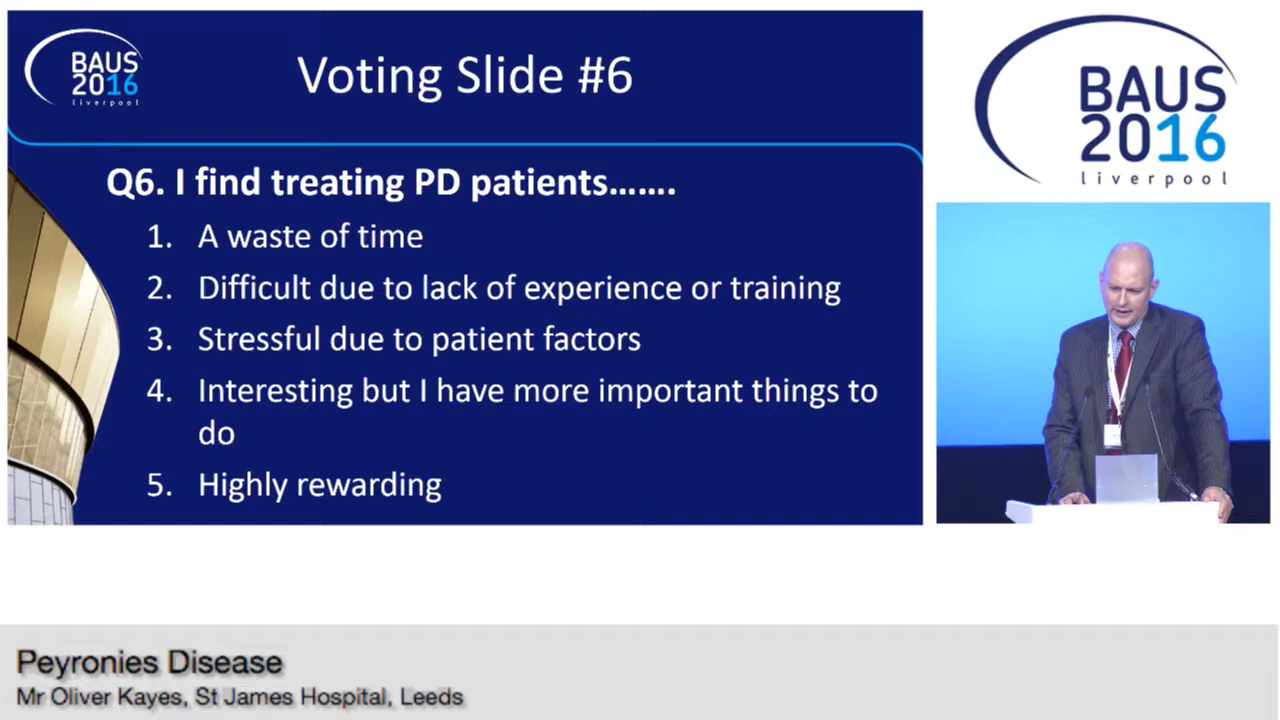 BAUS
2016
liverpool
Voting Slide #6
Q6. I find treating PD patients…….
1. A waste of time
2. Difficult due to lack of experience or training
3. Stressful due to patient factors
4. Interesting but I have more important things to
do
5. Highly rewarding
BAUS
2016
liverpool
Peyronies Disease
Mr Oliver Kayes, St James Hospital, Leeds